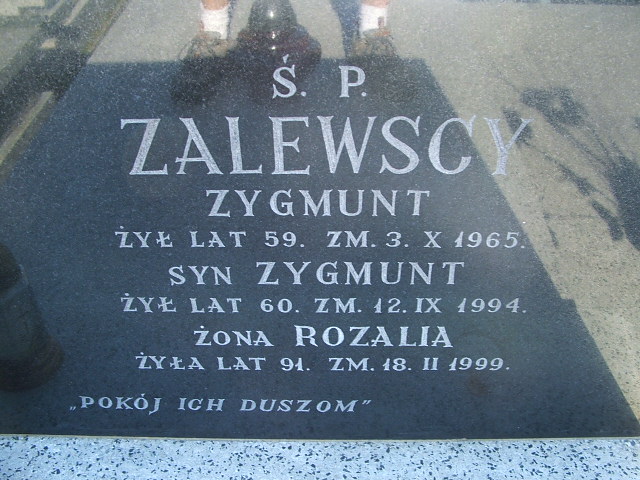 Ś. P.
ZALEWSCY
ZYGMUNT
ŻYŁ LAT 59. ZM. 3. X 1965.
SYN ZYGMUNT
ŻYŁ LAT 60. ZM. 12. IX 1994.
ŻONA ROZALIA
ŻYŁA LAT 91. ZM. 18. II 1999.
„POKÓJ ICH DUSZOM”